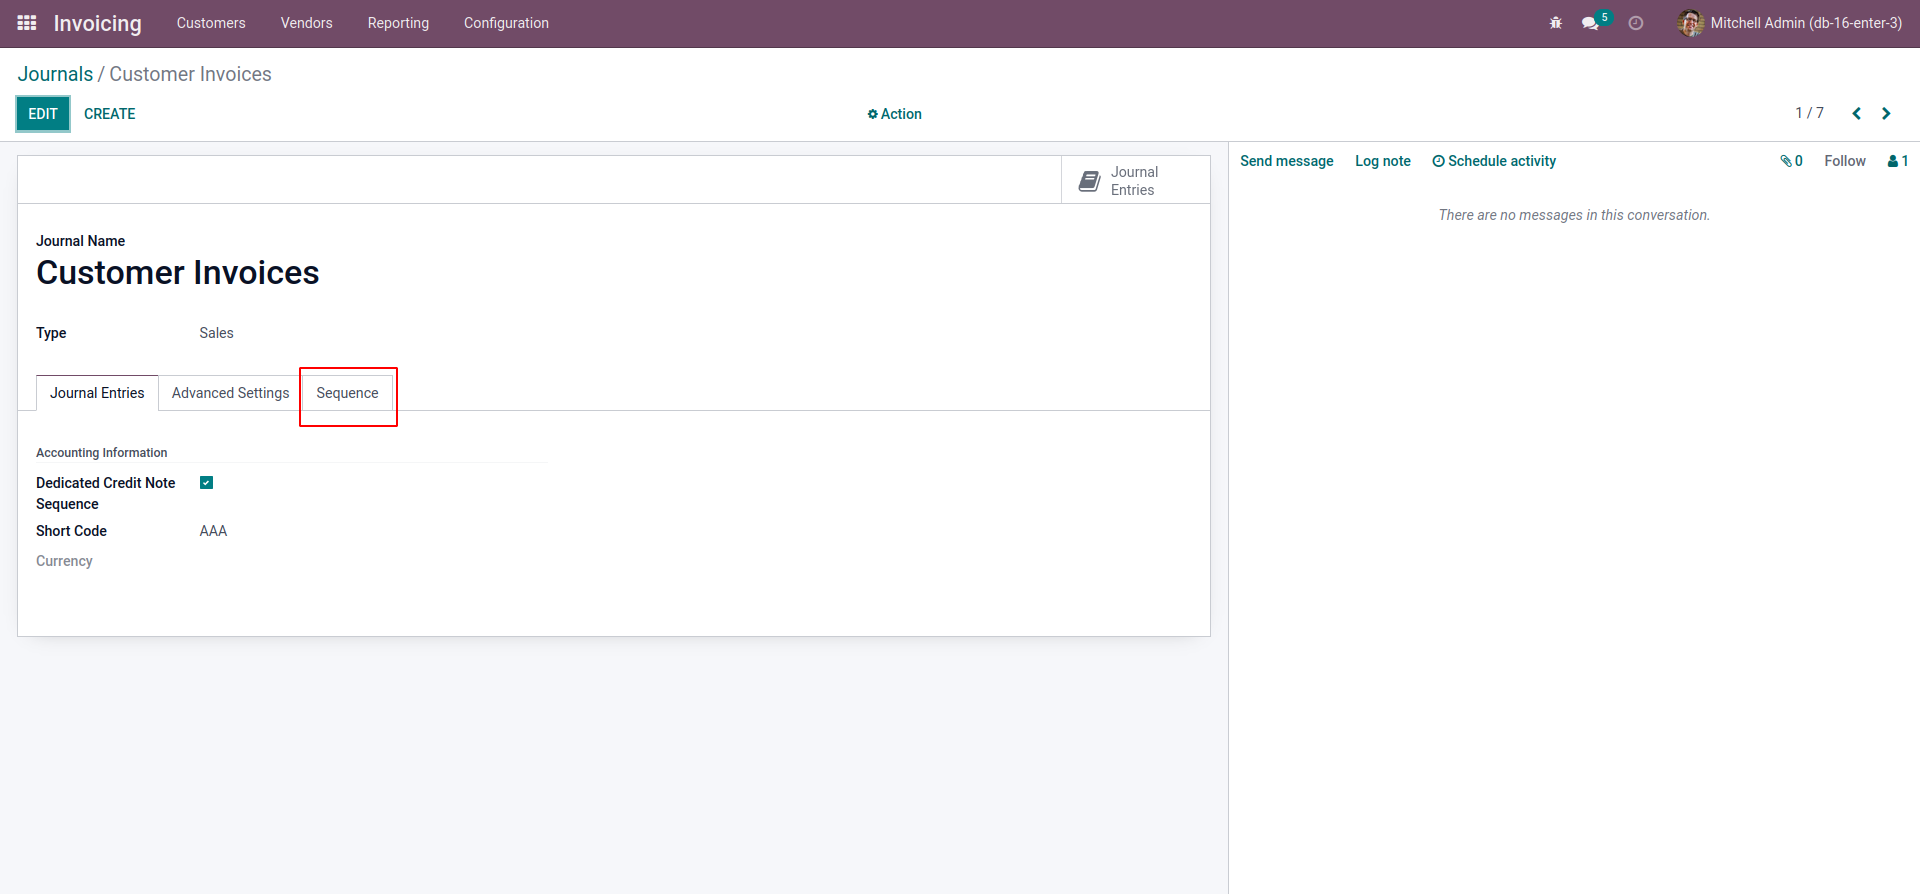 Invoicing Customers Vendors Reporting Configuration 5 Mitchell Admin (db-16-enter-3)
Journals / Customer Invoices
EDIT CREATE Action 1 / 7
Send message Log note Schedule activity 0 Follow 1
Journal
Entries
There are no messages in this conversation.
Journal Name
Customer Invoices
Type Sales
Journal Entries Advanced Settings Sequence
Accounting Information
Dedicated Credit Note
Sequence
Short Code AAA
Currency